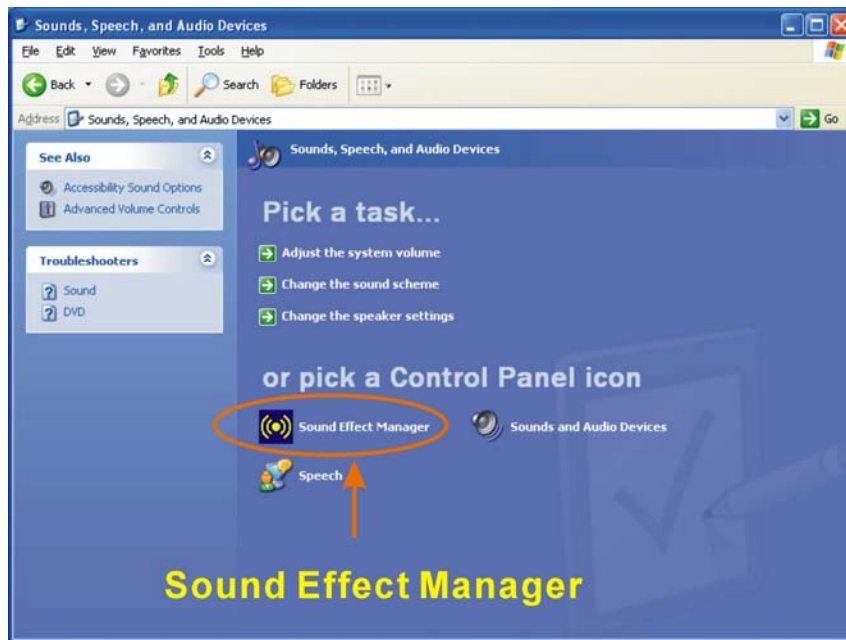 Sounds, Speech, and Audio Devices
File Edit View Favorites Tools Help
Back Search Folders
Address Sounds, Speech, and Audio Devices Go
See Also
Accessibility Sound Options
Advanced Volume Controls
Troubleshooters
Sound
DVD
Sounds, Speech, and Audio Devices
Pick a task...
Adjust the system volume
Change the sound scheme
Change the speaker settings
or pick a Control Panel icon
Sound Effect Manager Sounds and Audio Devices
Speech
Sound Effect Manager